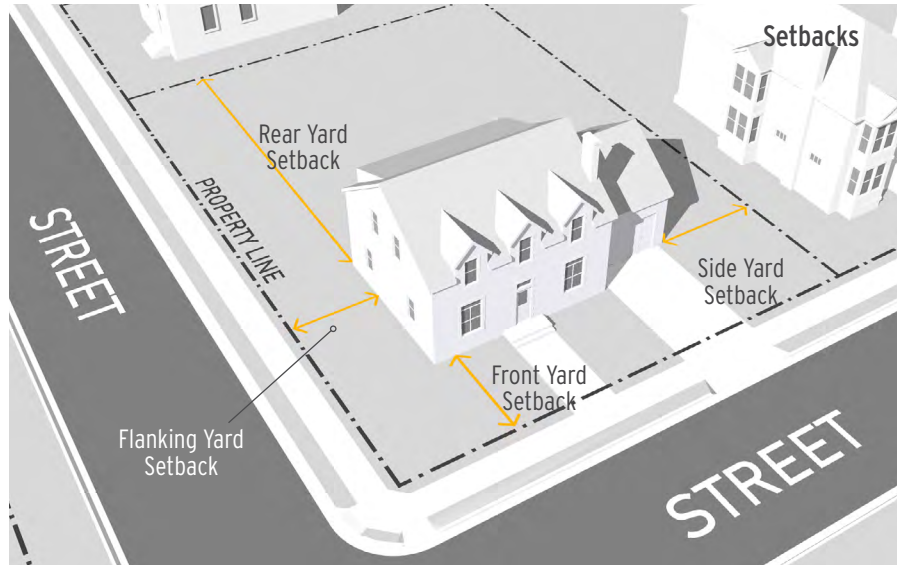 Setbacks
Rear Yard
Setback
PROPERTY LINE
STREET
Side Yard
Setback
Front Yard
Setback
Flanking Yard
Setback
STREET